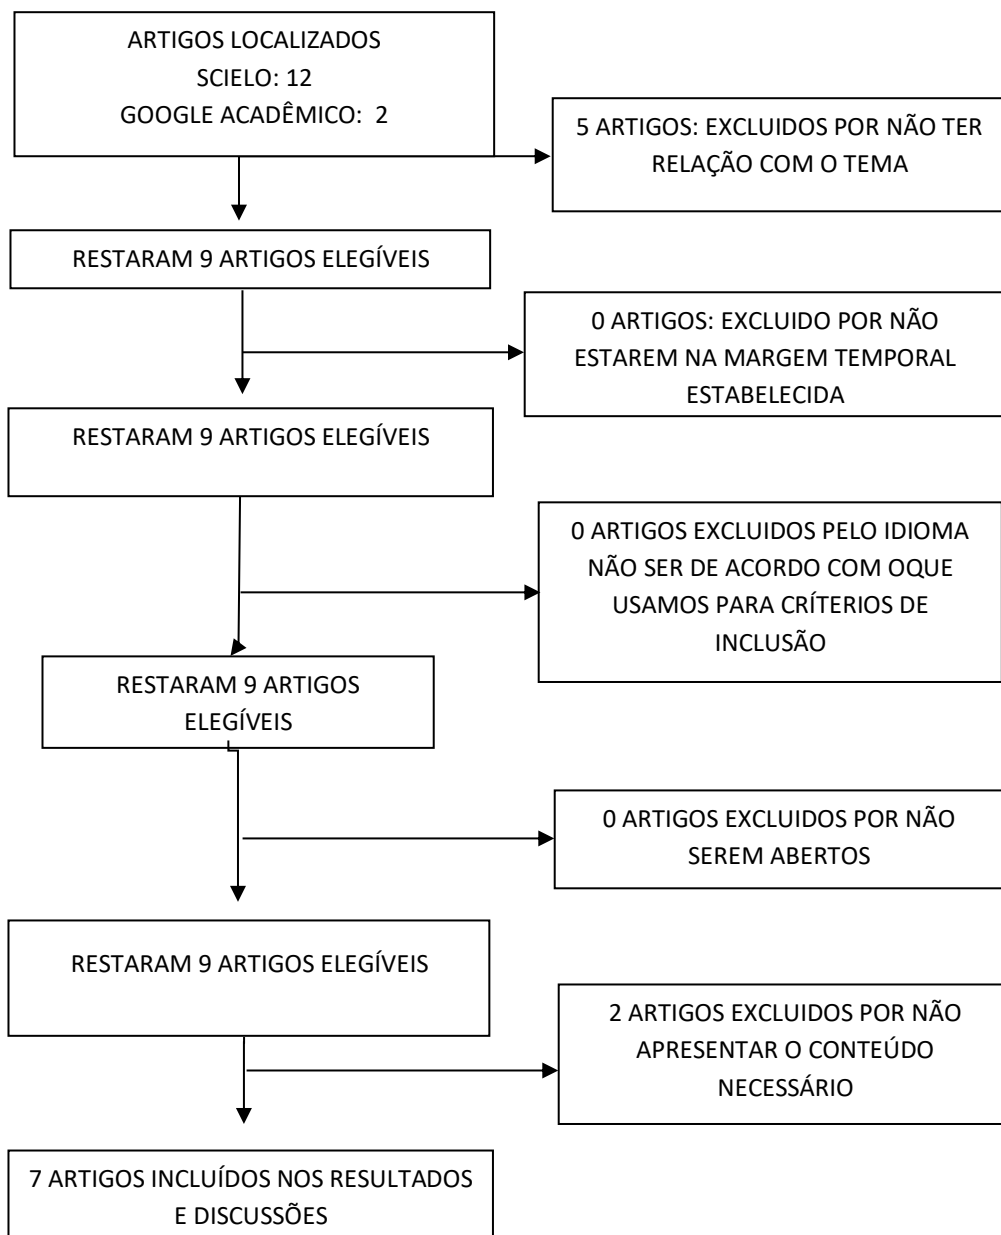 ARTIGOS LOCALIZADOS
SCIELO: 12
GOOGLE ACADÊMICO: 2
5 ARTIGOS: EXCLUIDOS POR NÃO TER
RELAÇÃO COM O TEMA
RESTARAM 9 ARTIGOS ELEGÍVEIS
0 ARTIGOS: EXCLUIDO POR NÃO
ESTAREM NA MARGEM TEMPORAL
ESTABELECIDA
RESTARAM 9 ARTIGOS ELEGÍVEIS
0 ARTIGOS EXCLUIDOS PELO IDIOMA
NÃO SER DE ACORDO COM OQUE
USAMOS PARA CRÍTERIOS DE
INCLUSÃO
RESTARAM 9 ARTIGOS
ELEGÍVEIS
0 ARTIGOS EXCLUIDOS POR NÃO
SEREM ABERTOS
RESTARAM 9 ARTIGOS ELEGÍVEIS
2 ARTIGOS EXCLUIDOS POR NÃO
APRESENTAR O CONTEÚDO
NECESSÁRIO
7 ARTIGOS INCLUÍDOS NOS RESULTADOS
E DISCUSSÕES